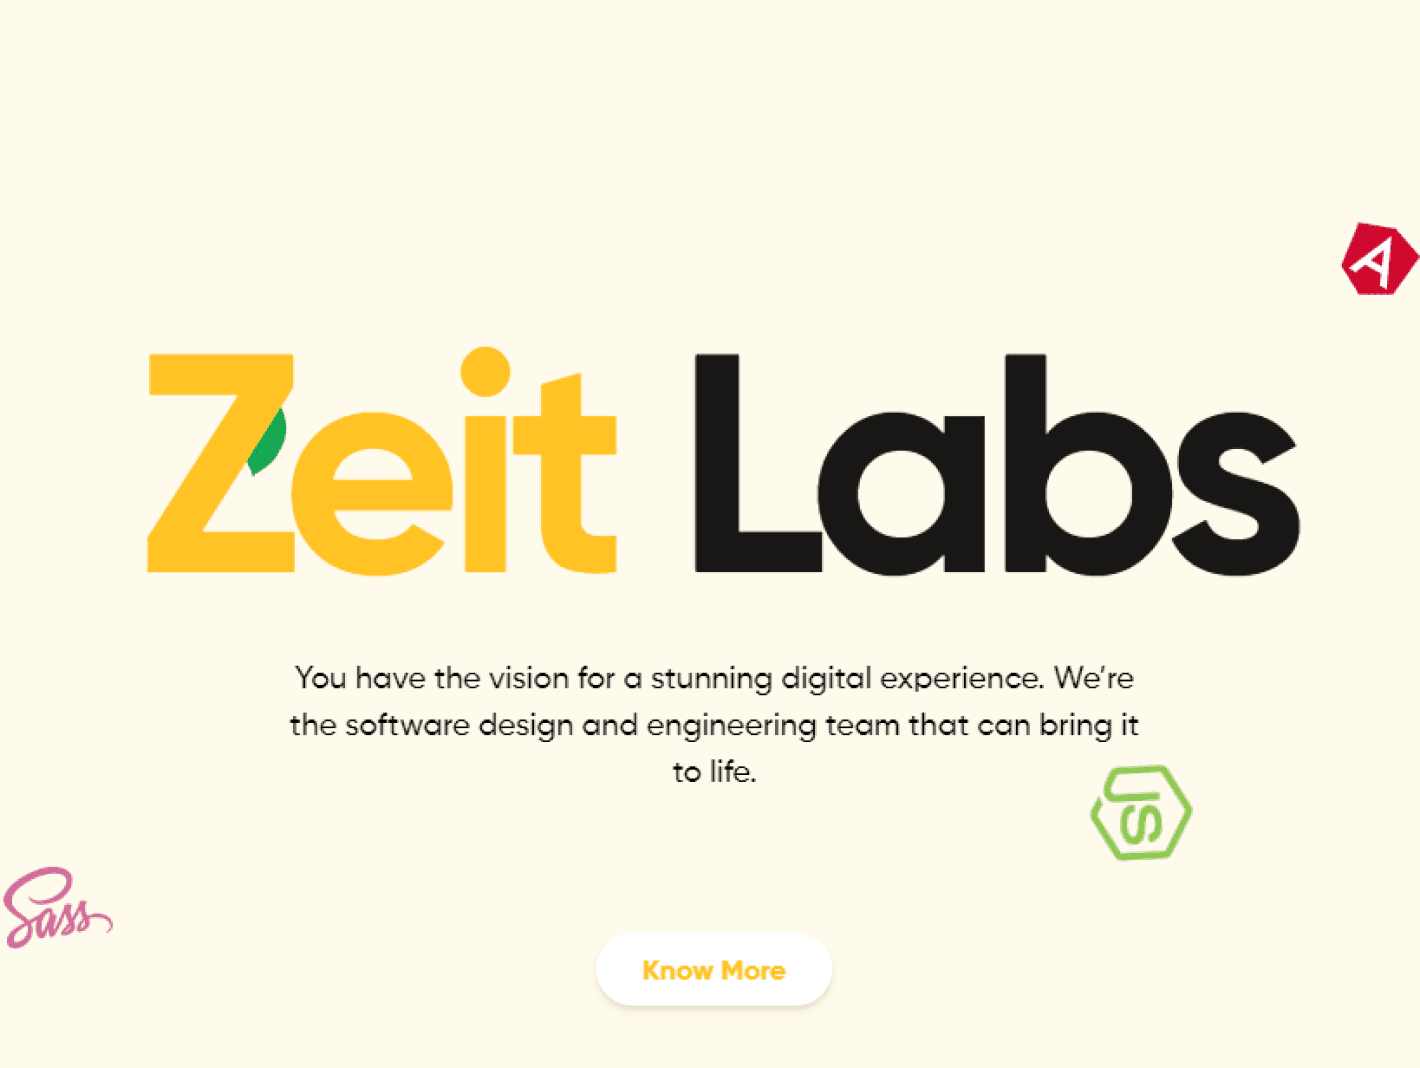 A
Zeit Labs
You have the vision for a stunning digital experience. We’re
the software design and engineering team that can bring it
to life.
JS
Sass
Know More